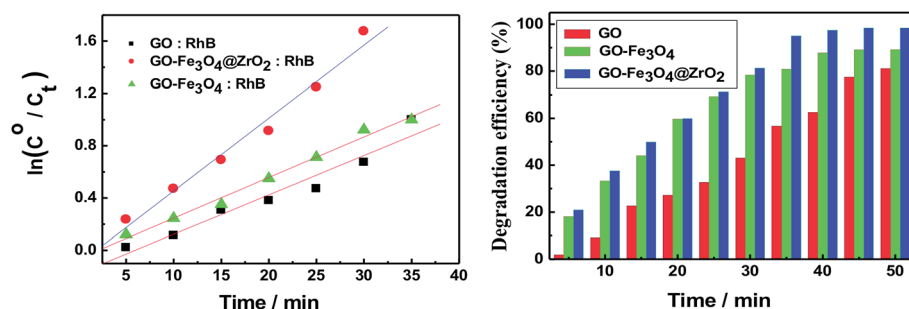 ln(C⁰/Cₜ)
1.6
1.2
0.8
0.4
0.0
GO : RhB
GO-Fe₃O₄@ZrO₂ : RhB
GO-Fe₃O₄ : RhB
5 10 15 20 25 30 35 40
Time / min
Degradation efficiency (%)
100
80
60
40
20
0
GO
GO-Fe₃O₄
GO-Fe₃O₄@ZrO₂
10 20 30 40 50
Time / min